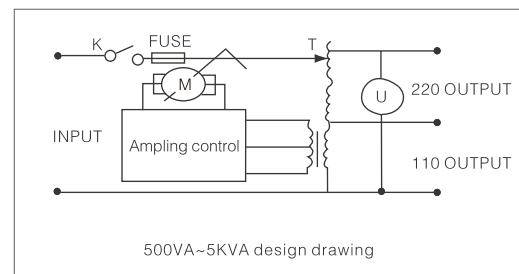 K
FUSE
T
M
U
220 OUTPUT
INPUT
Ampling control
110 OUTPUT
500VA~5KVA design drawing